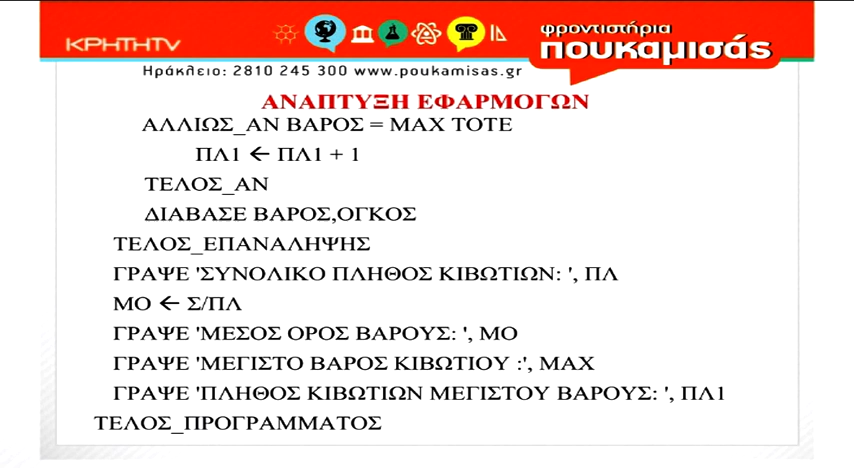 ΚΡΗΤΗTV
φροντιστήρια
πουκαμισάς
Ηράκλειο: 2810 245 300 www.poukamisas.gr
ΑΝΑΠΤΥΞΗ ΕΦΑΡΜΟΓΩΝ
ΑΛΛΙΩΣ_ΑΝ ΒΑΡΟΣ = MAX ΤΟΤΕ
ΠΛ1 ← ΠΛ1 + 1
ΤΕΛΟΣ_ΑΝ
ΔΙΑΒΑΣΕ ΒΑΡΟΣ,ΟΓΚΟΣ
ΤΕΛΟΣ_ΕΠΑΝΑΛΗΨΗΣ
ΓΡΑΨΕ 'ΣΥΝΟΛΙΚΟ ΠΛΗΘΟΣ ΚΙΒΩΤΙΩΝ: ', ΠΛ
ΜΟ ← Σ/ΠΛ
ΓΡΑΨΕ 'ΜΕΣΟΣ ΟΡΟΣ ΒΑΡΟΥΣ: ', ΜΟ
ΓΡΑΨΕ 'ΜΕΓΙΣΤΟ ΒΑΡΟΣ ΚΙΒΩΤΙΟΥ :', MAX
ΓΡΑΨΕ 'ΠΛΗΘΟΣ ΚΙΒΩΤΙΩΝ ΜΕΓΙΣΤΟΥ ΒΑΡΟΥΣ: ', ΠΛ1
ΤΕΛΟΣ_ΠΡΟΓΡΑΜΜΑΤΟΣ